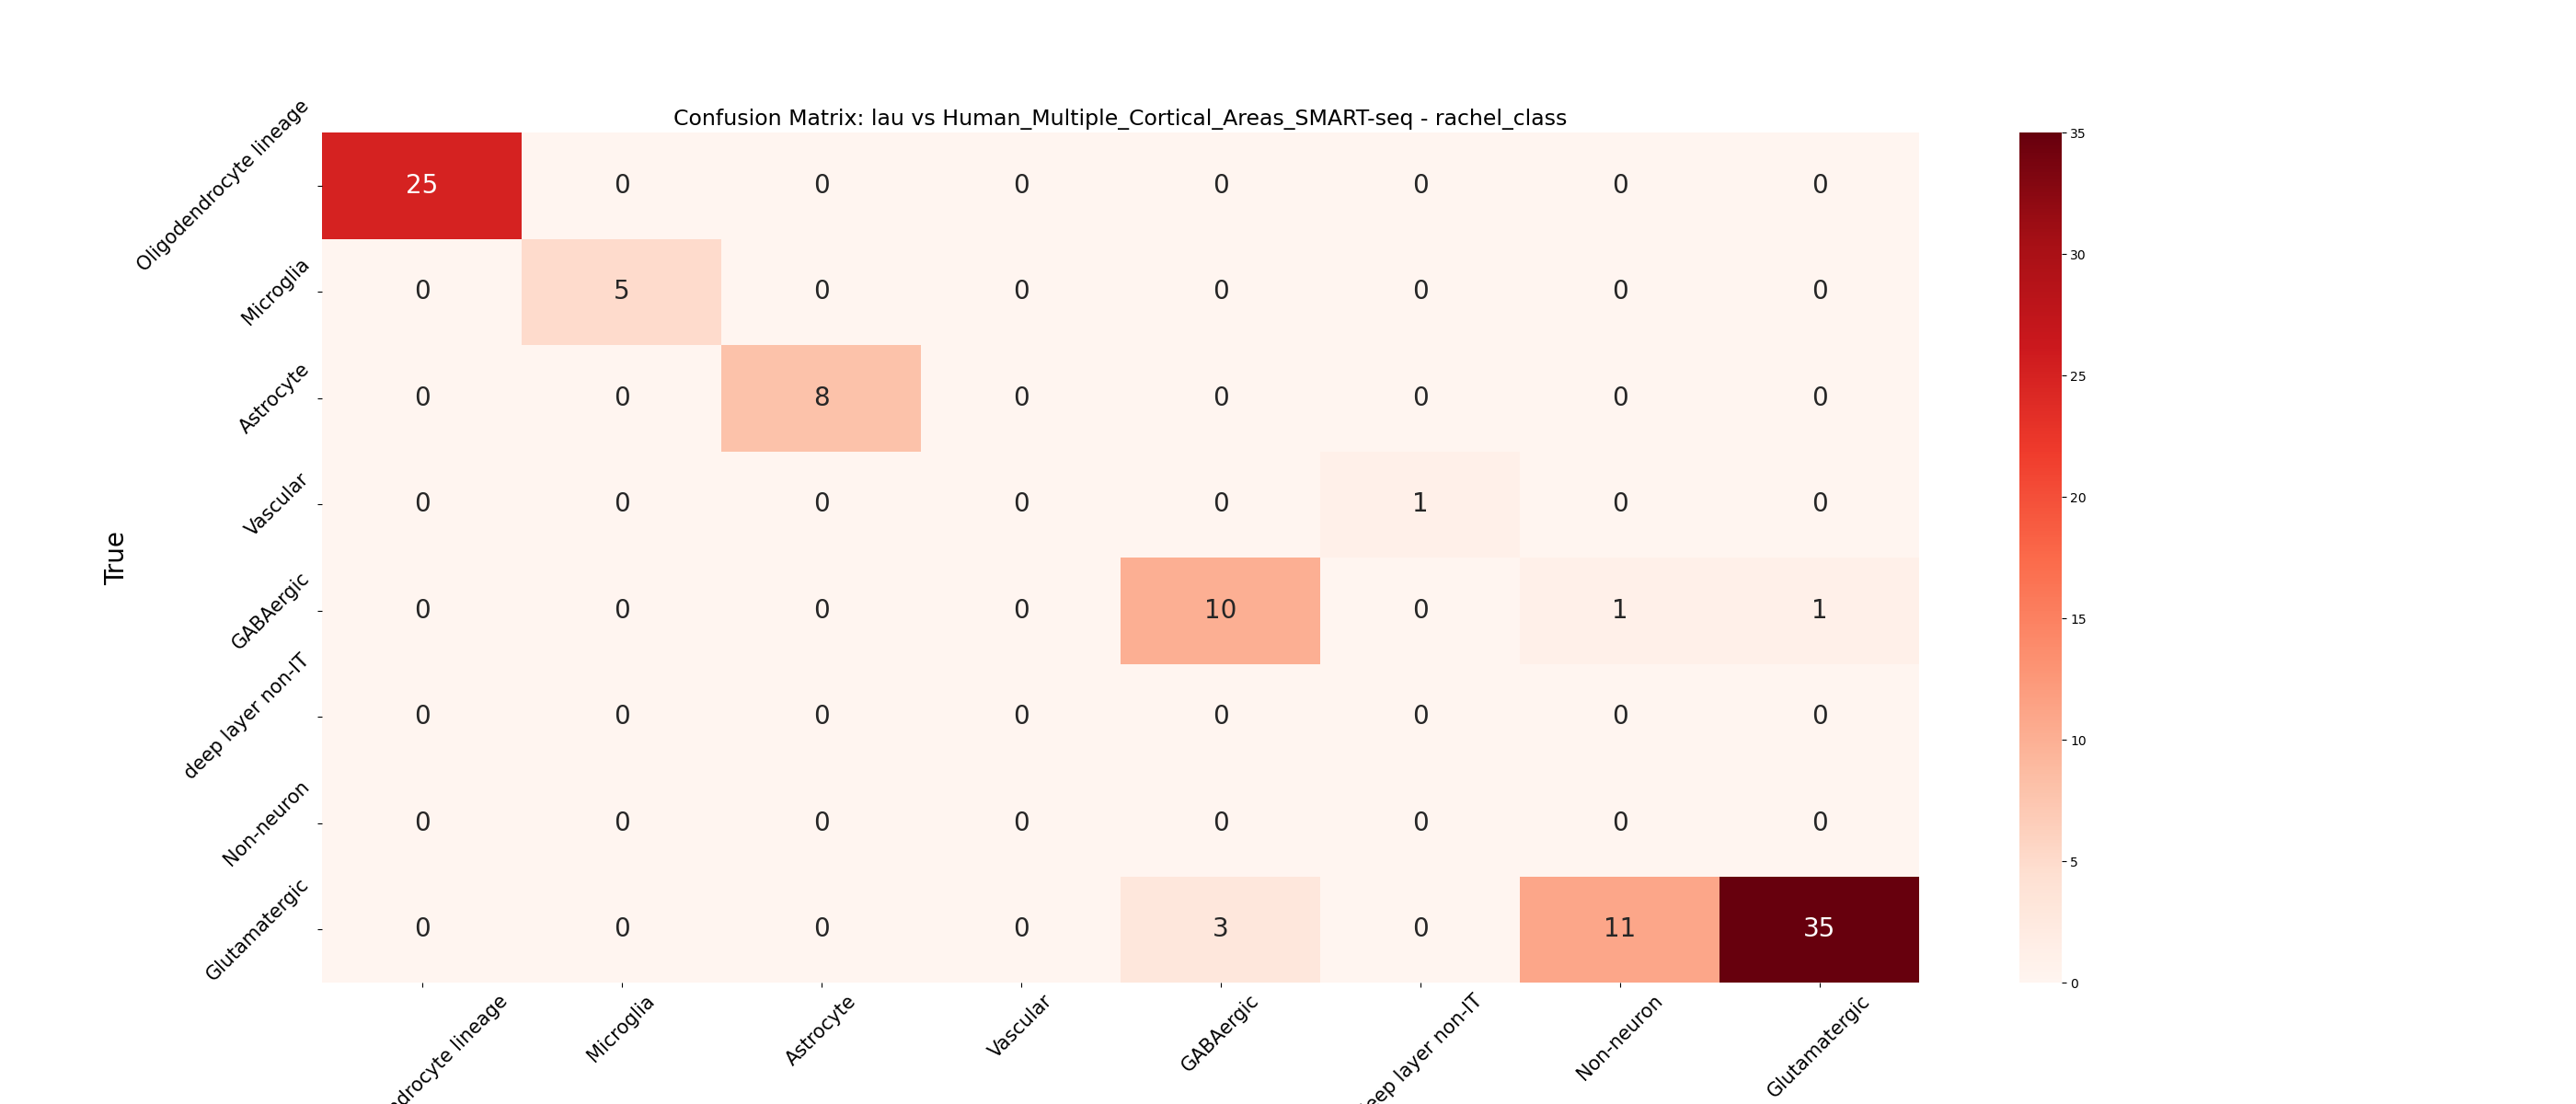 Confusion Matrix: lau vs Human_Multiple_Cortical_Areas_SMART-seq - rachel_class
True
Oligodendrocyte lineage 25 0 0 0 0 0 0 0
Microglia 0 5 0 0 0 0 0 0
Astrocyte 0 0 8 0 0 0 0 0
Vascular 0 0 0 0 0 1 0 0
GABAergic 0 0 0 0 10 0 1 1
deep layer non-IT 0 0 0 0 0 0 0 0
Non-neuron 0 0 0 0 0 0 0 0
Glutamatergic 0 0 0 0 3 0 11 35
lineage
Microglia
Astrocyte
Vascular
GABAergic
layer non-IT
Non-neuron
Glutamatergic
35
30
25
20
15
10
5
0